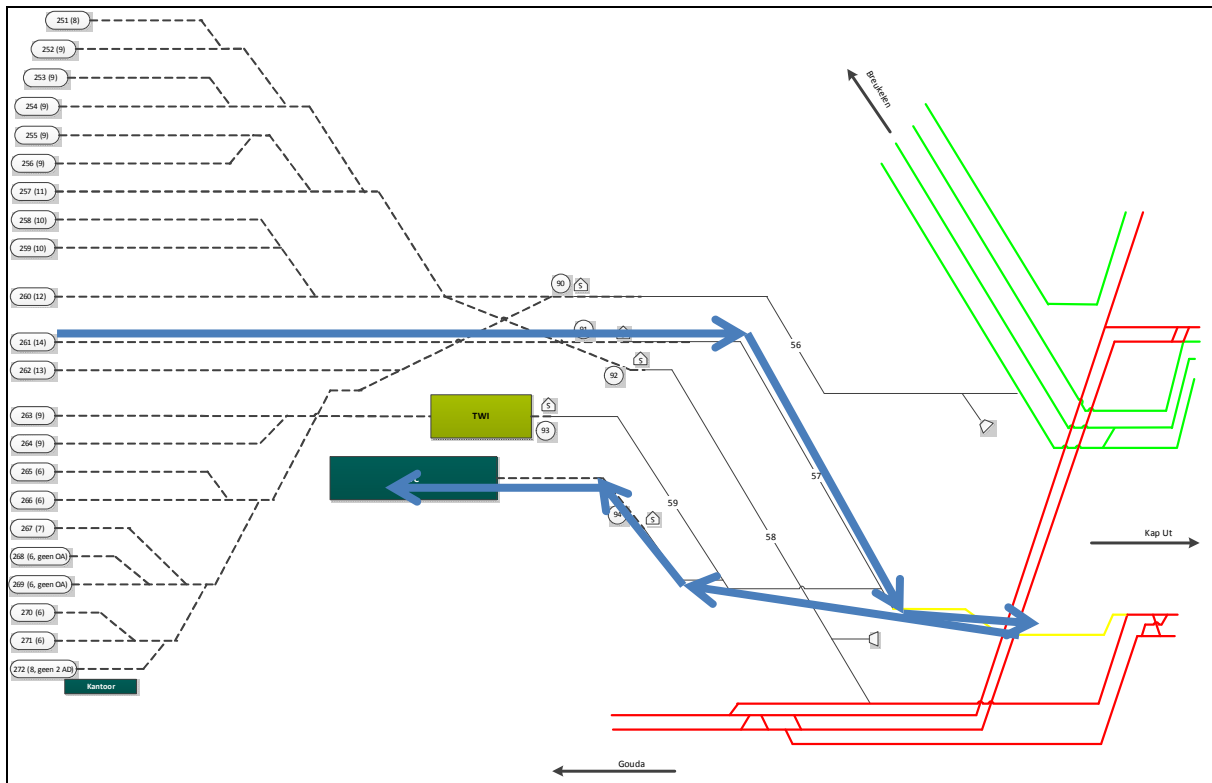 251 (8)
252 (9)
253 (9)
254 (9)
255 (9)
256 (9)
257 (11)
258 (10)
259 (10)
260 (12)
261 (14)
262 (13)
263 (9)
264 (9)
265 (6)
266 (6)
267 (7)
268 (6, geen OA)
269 (6, geen OA)
270 (6)
271 (6)
272 (8, geen 2 AD)
Kantoor
90
S
91
S
92
TWI
S
93
94
S
56
57
59
58
Breukelen
Kap Ut
Gouda